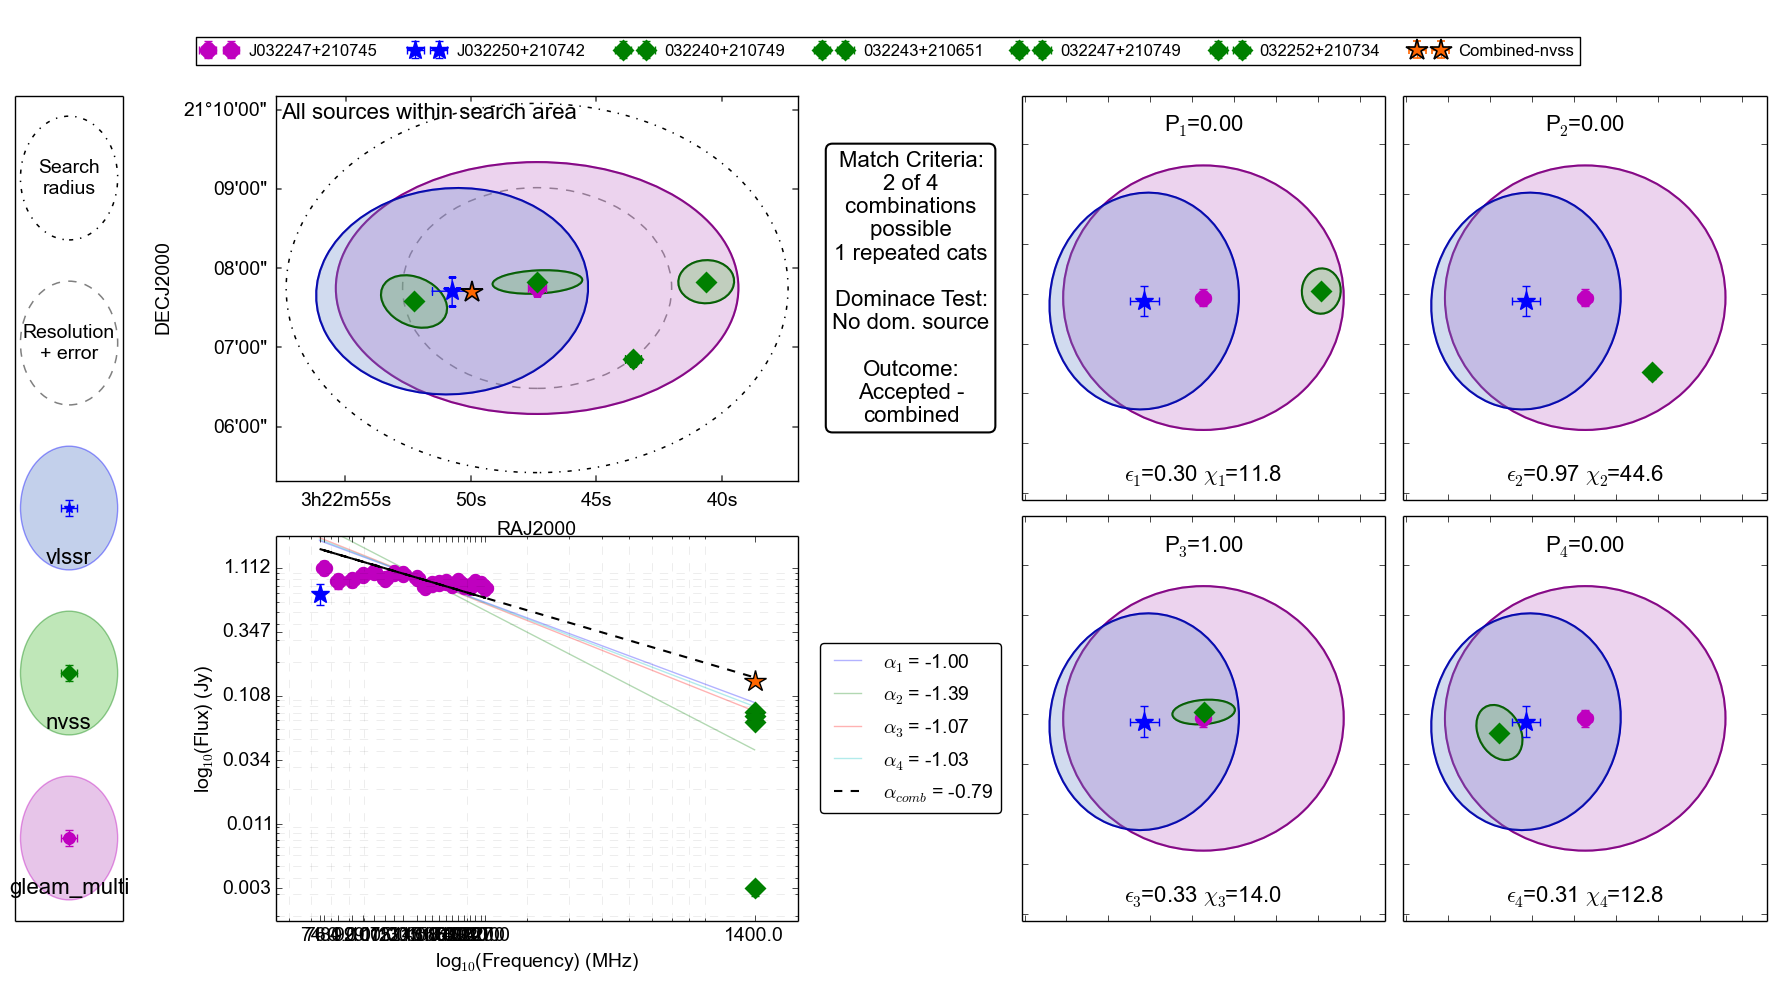 J032247+210745 J032250+210742 032240+210749 032243+210651 032247+210749 032252+210734 Combined-nvss
Search
radius
Resolution
+ error
vlssr
nvss
gleam_multi
All sources within search area
DECJ2000
21°10'00"
09'00"
08'00"
07'00"
06'00"
3h22m55s 50s 45s 40s
RAJ2000
Match Criteria:
2 of 4
combinations
possible
1 repeated cats
Dominace Test:
No dom. source
Outcome:
Accepted -
combined
P1=0.00
ϵ1=0.30 χ1=11.8
P2=0.00
ϵ2=0.97 χ2=44.6
P3=1.00
ϵ3=0.33 χ3=14.0
P4=0.00
ϵ4=0.31 χ4=12.8
log10(Flux) (Jy)
1.112
0.347
0.108
0.034
0.011
0.003
1400.0
log10(Frequency) (MHz)
α1 = -1.00
α2 = -1.39
α3 = -1.07
α4 = -1.03
αcomb = -0.79